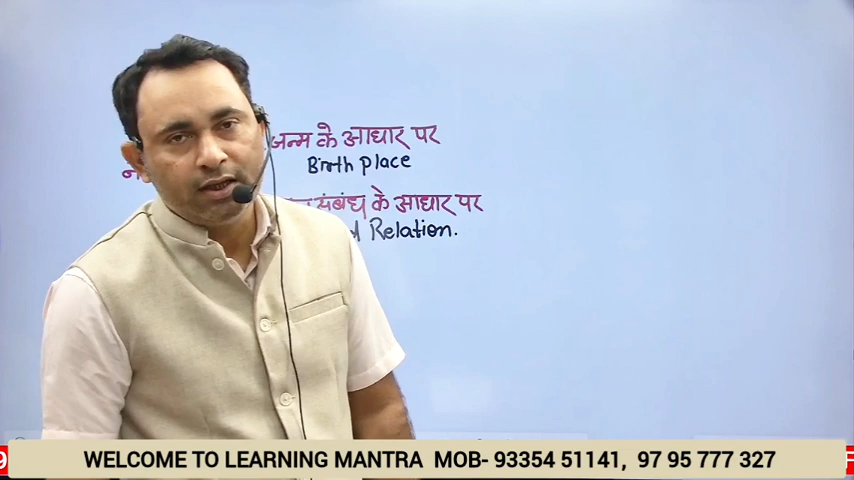 जन्म के आधार पर
Birth place
संबंध के आधार पर
Relation.
WELCOME TO LEARNING MANTRA MOB- 93354 51141, 97 95 777 327